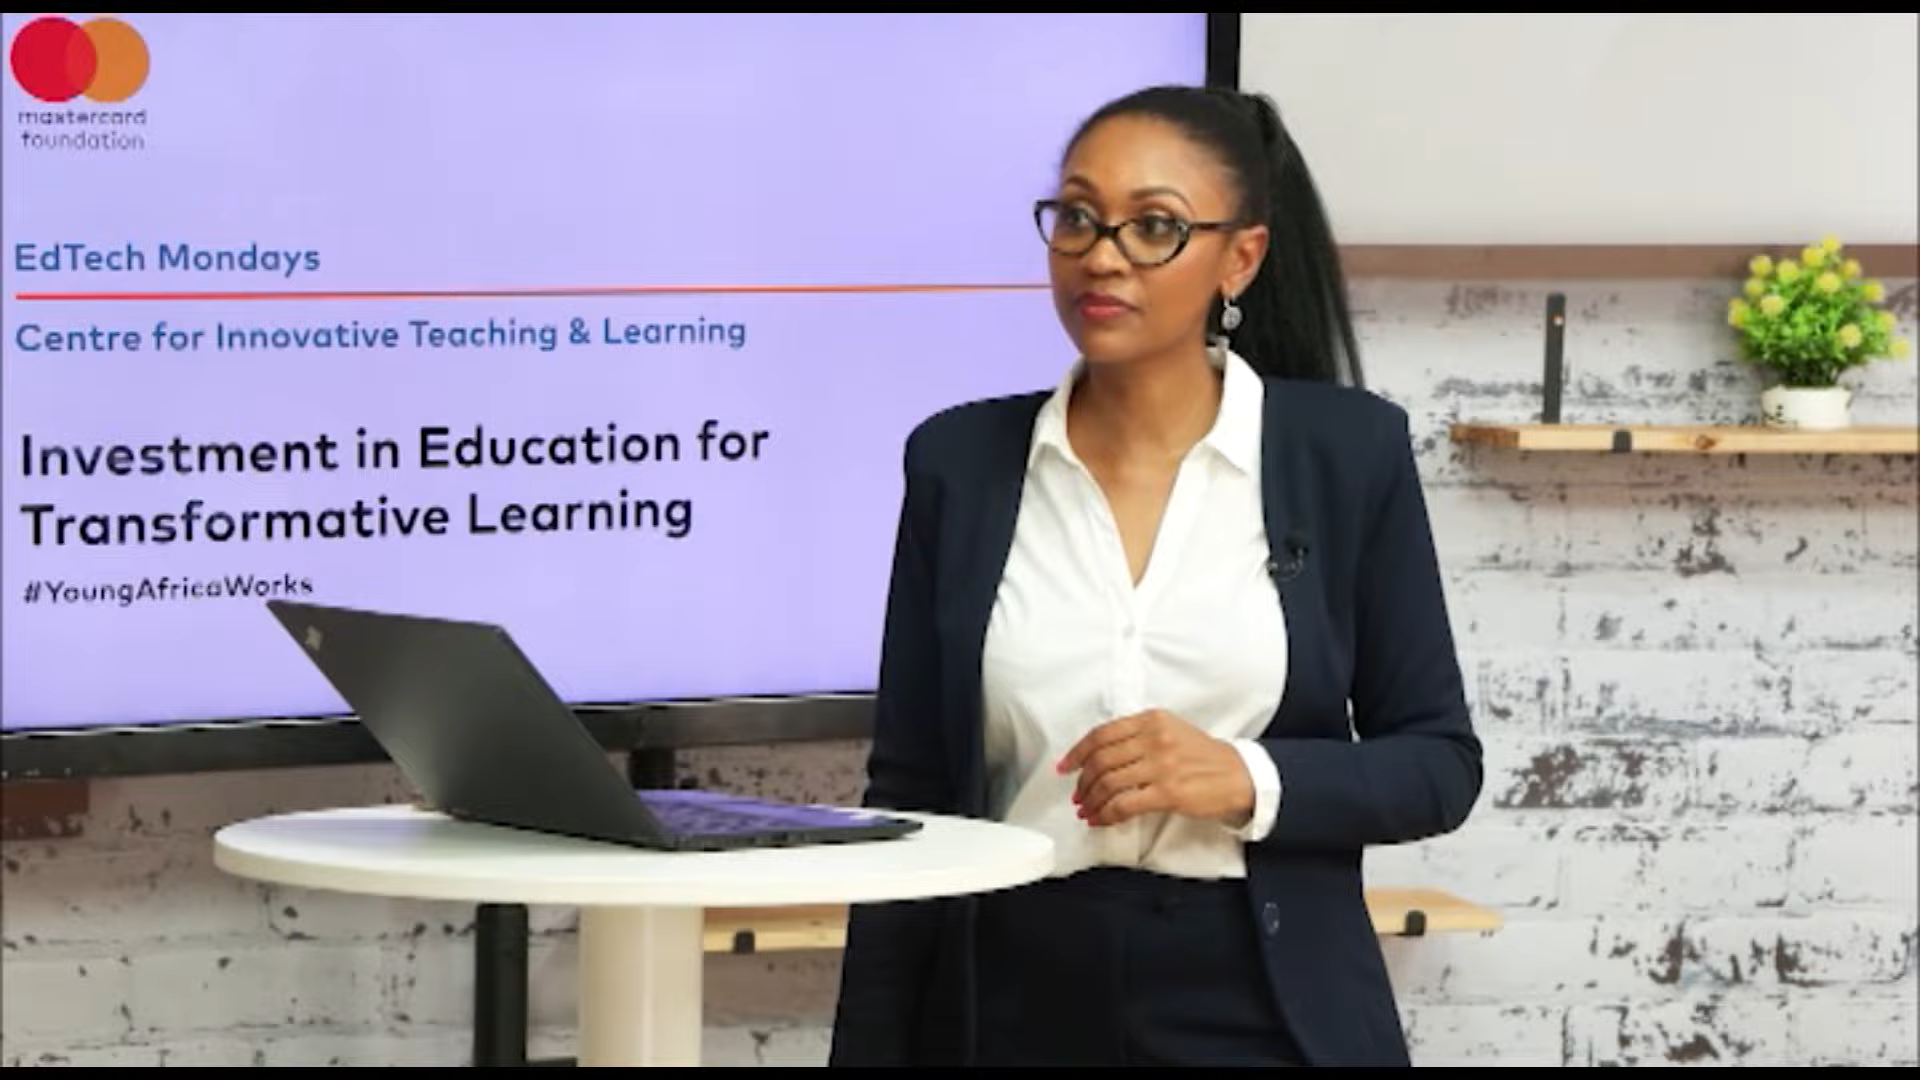 mastercard
foundation
EdTech Mondays
Centre for Innovative Teaching & Learning
Investment in Education for
Transformative Learning
#YoungAfricaWorks